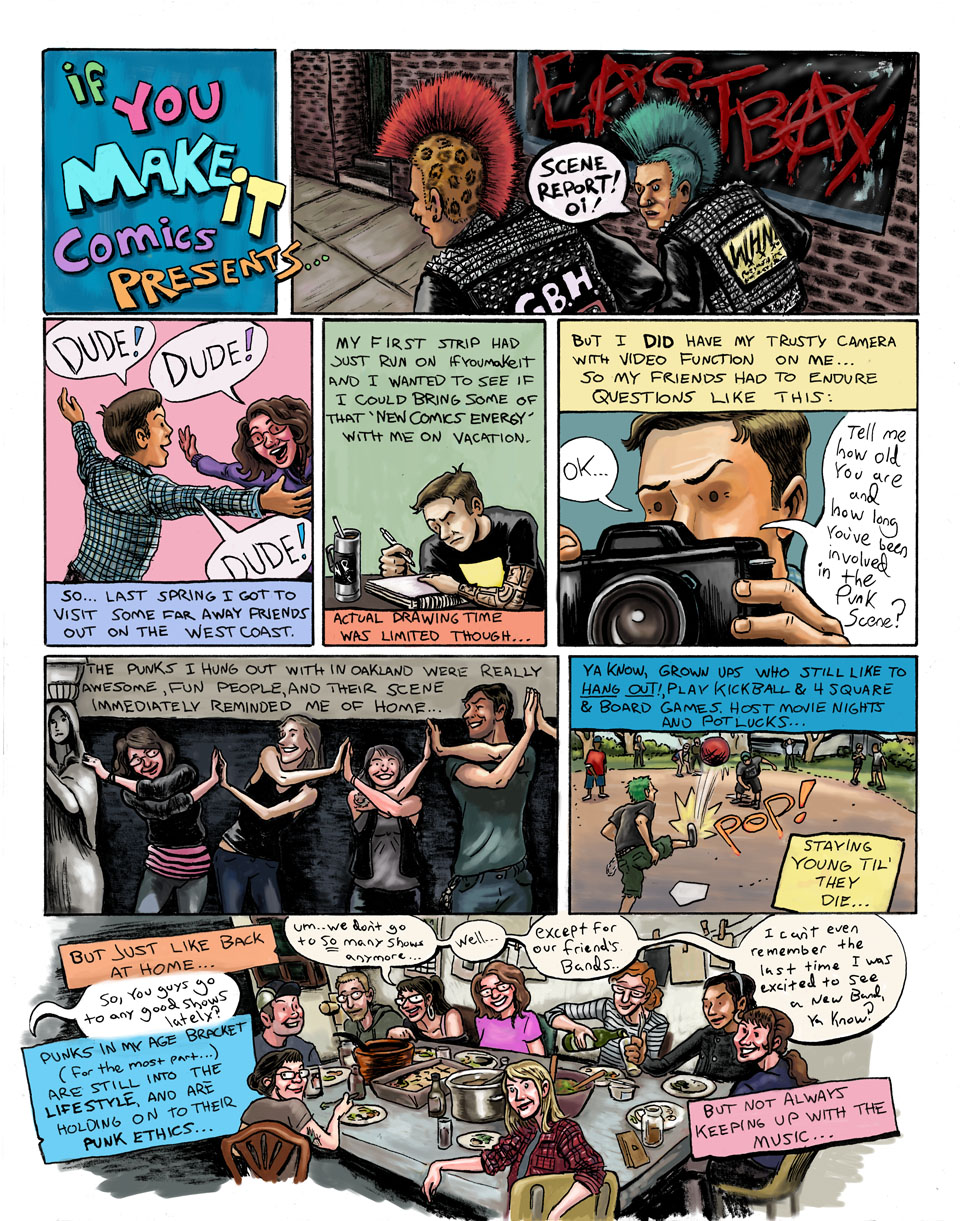 if
YOU
MAKE
iT
Comics
PRESENTS...
EAST BAY
SCENE
REPORT!
Oi!
G.B.H.
W.H.N.
DUDE!
DUDE!
DUDE!
SO... LAST SPRING I GOT TO
VISIT SOME FAR AWAY FRIENDS
OUT ON THE WEST COAST.
MY FIRST STRIP HAD
JUST RUN ON Ifyoumakeit
AND I WANTED TO SEE IF
I COULD BRING SOME OF
THAT 'NEW COMICS ENERGY'
WITH ME ON VACATION.
ACTUAL DRAWING TIME
WAS LIMITED THOUGH...
BUT I DID HAVE MY TRUSTY CAMERA
WITH VIDEO FUNCTION ON ME...
SO MY FRIENDS HAD TO ENDURE
QUESTIONS LIKE THIS:
OK...
Tell me
how old
You are
and
how long
You've been
involved
in the
Punk
Scene?
THE PUNKS I HUNG OUT WITH IN OAKLAND WERE REALLY
AWESOME, FUN PEOPLE, AND THEIR SCENE
IMMEDIATELY REMINDED ME OF HOME...
YA KNOW, GROWN UPS WHO STILL LIKE TO
HANG OUT!, PLAY KICKBALL & 4 SQUARE
& BOARD GAMES. HOST MOVIE NIGHTS
AND POTLUCKS...
POP!
STAYING
YOUNG TIL'
THEY
DIE...
BUT JUST LIKE BACK
AT HOME...
So, You guys go
to any good shows
lately?
um... we don't go
to So many shows
anymore...
Well...
except for
our friend's
Bands..
I can't even
remember the
last time I was
excited to see
a New Band,
Ya Know?
PUNKS IN MY AGE BRACKET
(For the most part...)
ARE STILL INTO THE
LIFESTYLE, AND ARE
HOLDING ON TO THEIR
PUNK ETHICS...
BUT NOT ALWAYS
KEEPING UP WITH THE
MUSIC...